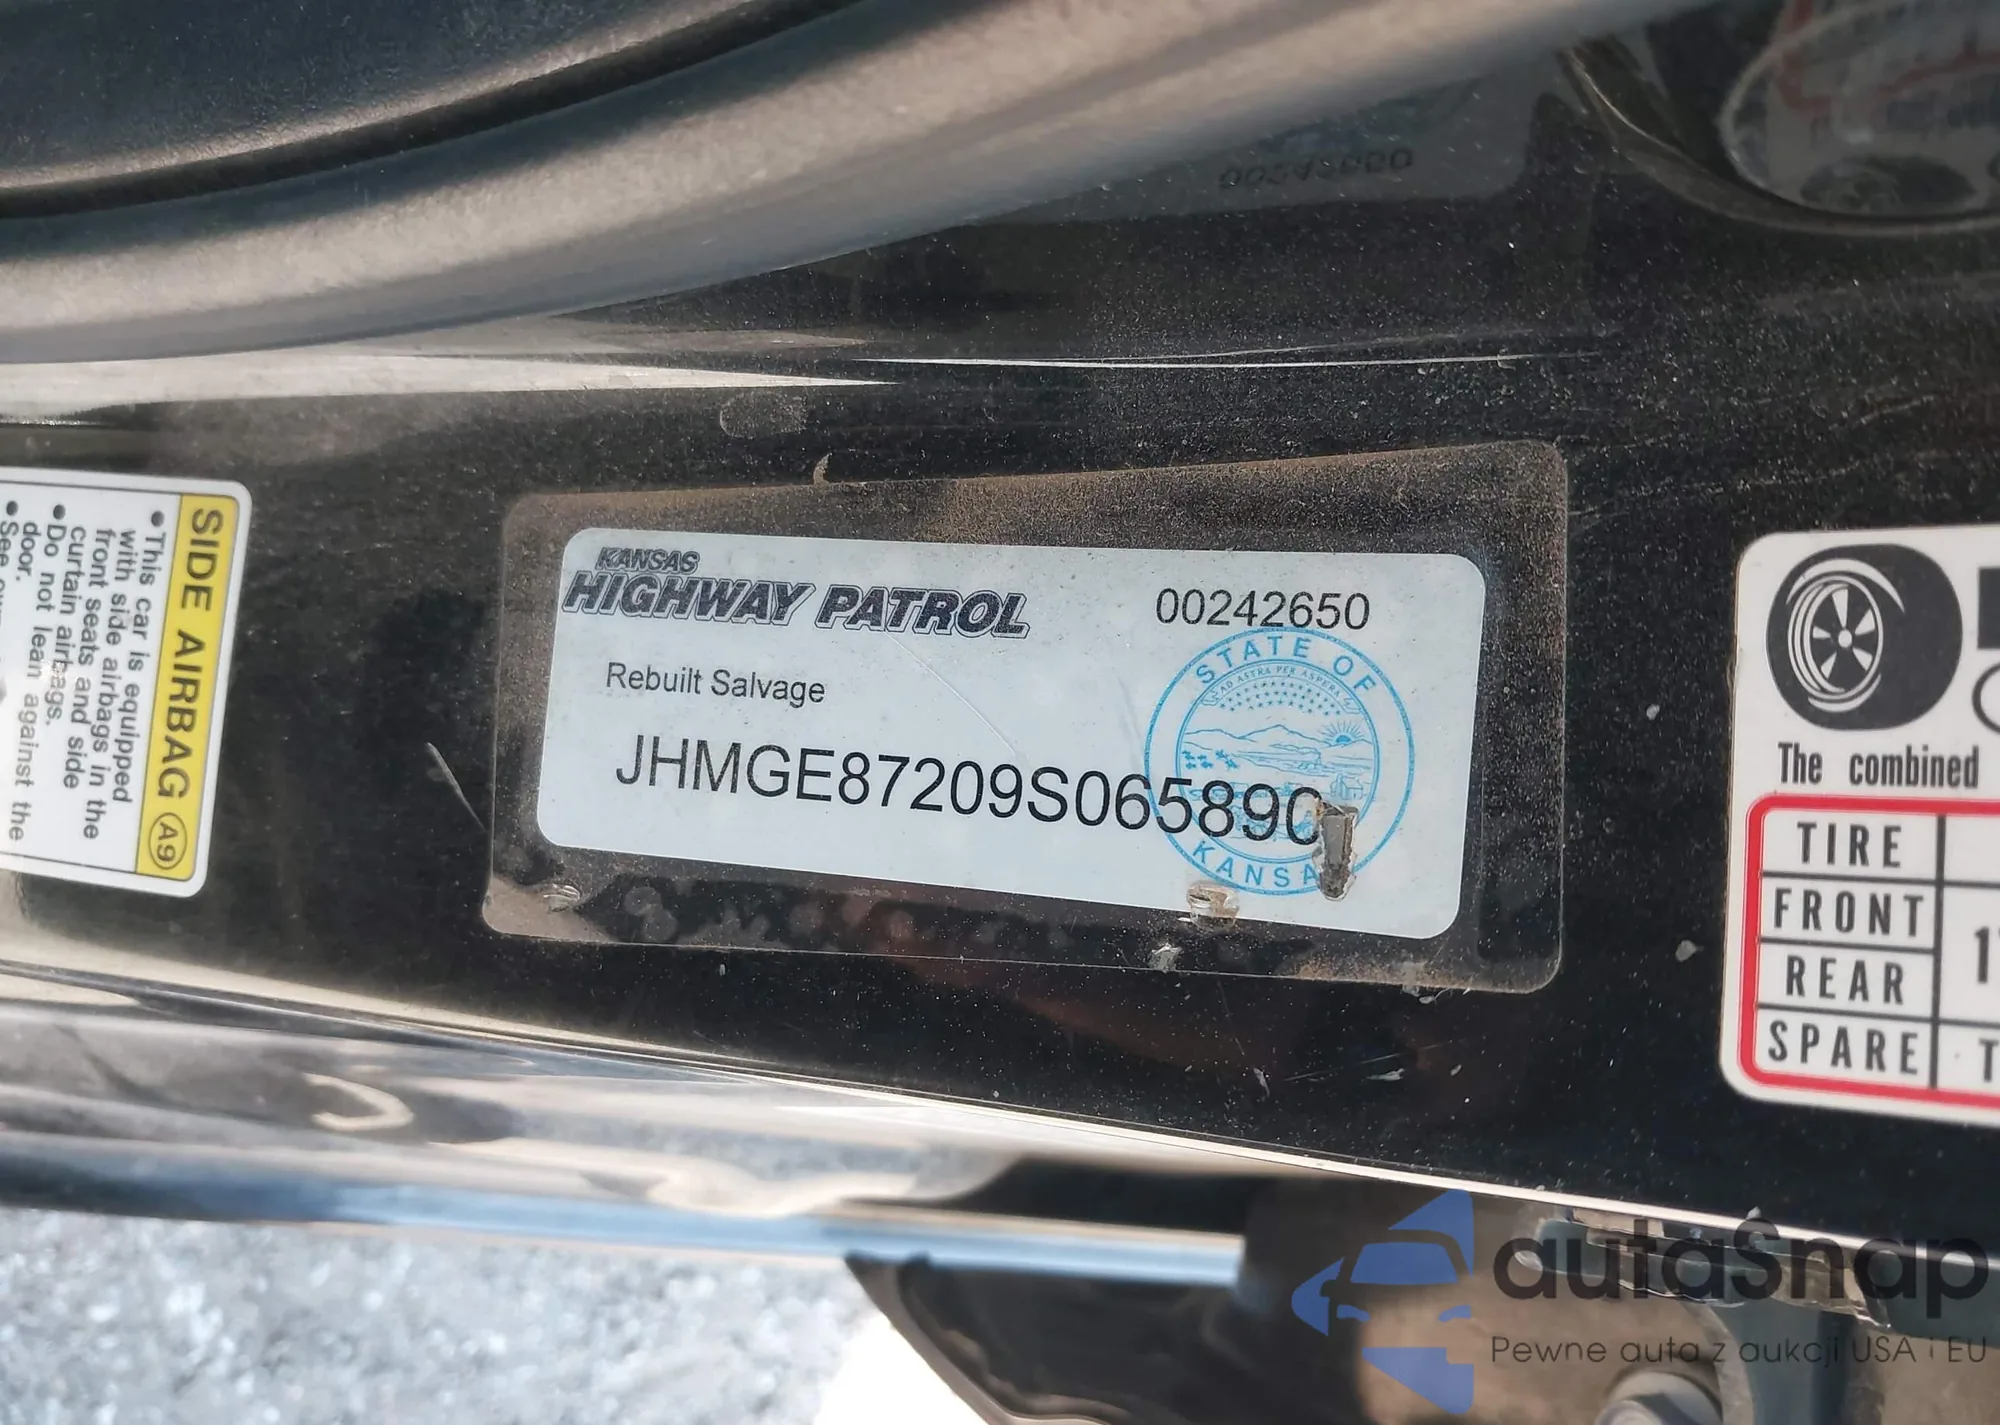 SIDE AIRBAG A9
•This car is equipped
with side airbags in the
front seats and side
curtain airbags.
•Do not lean against the
door.
KANSAS
HIGHWAY PATROL
00242650
Rebuilt Salvage
JHMGE87209S065890
STATE OF
AD ASTRA PER ASPERA
KANSA
The combined
TIRE
FRONT
REAR
SPARE
autoSnap
Pewne auta z aukcji USA i EU